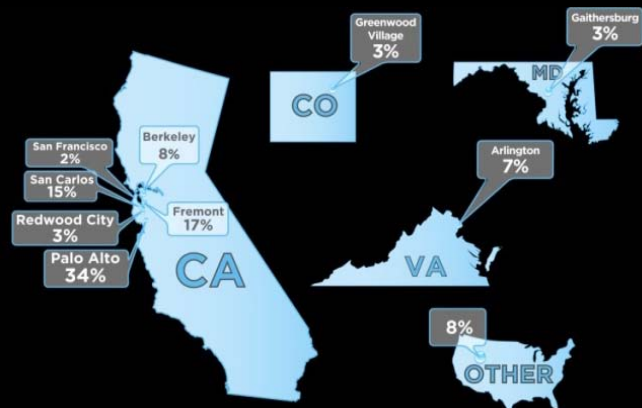 Greenwood
Village
3%
CO
Gaithersburg
3%
MD
San Francisco
2%
Berkeley
8%
San Carlos
15%
Redwood City
3%
Fremont
17%
Palo Alto
34%
CA
Arlington
7%
VA
8%
OTHER